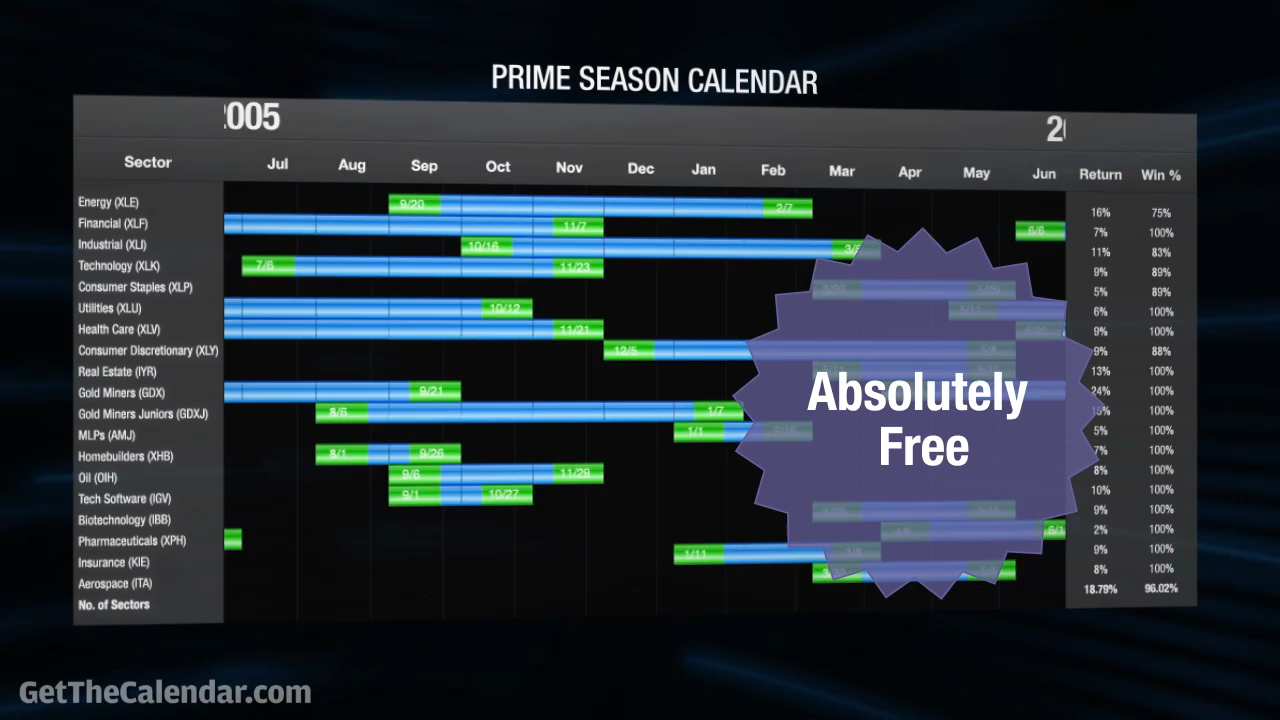 PRIME SEASON CALENDAR
2005
Sector Jul Aug Sep Oct Nov Dec Jan Feb Mar Apr May Jun Return Win %
Energy (XLE) 9/20 2/7 16% 75%
Financial (XLF) 11/7 6/6 7% 100%
Industrial (XLI) 10/16 11% 83%
Technology (XLK) 7/6 11/23 9% 89%
Consumer Staples (XLP) 5% 89%
Utilities (XLU) 10/12 5/11 6% 100%
Health Care (XLV) 11/21 9% 100%
Consumer Discretionary (XLY) 12/5 9% 88%
Real Estate (IYR) 13% 100%
Gold Miners (GDX) 9/21 24% 100%
Gold Miners Juniors (GDXJ) 8/6 1/7 100%
MLPs (AMJ) 1/1 5% 100%
Homebuilders (XHB) 8/1 9/26 7% 100%
Oil (OIH) 9/6 11/29 8% 100%
Tech Software (IGV) 9/1 10/27 10% 100%
Biotechnology (IBB) 9% 100%
Pharmaceuticals (XPH) 2% 100%
Insurance (KIE) 1/11 9% 100%
Aerospace (ITA) 8% 100%
No. of Sectors 18.79% 96.02%
Absolutely
Free
GetTheCalendar.com